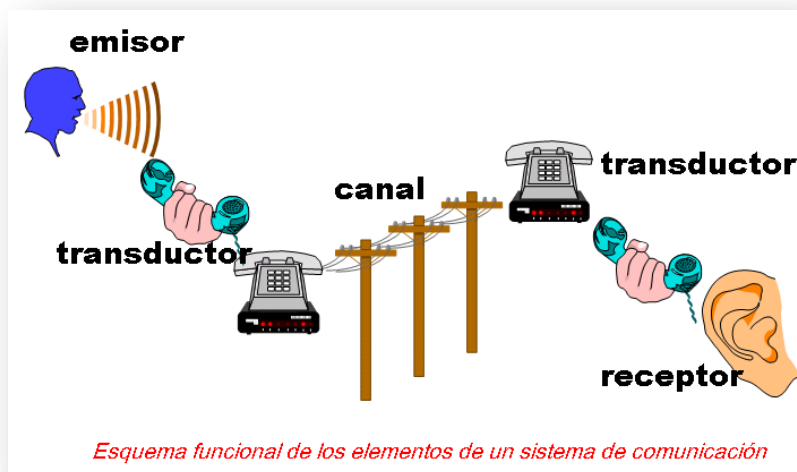 emisor
canal
transductor
transductor
receptor
Esquema funcional de los elementos de un sistema de comunicación